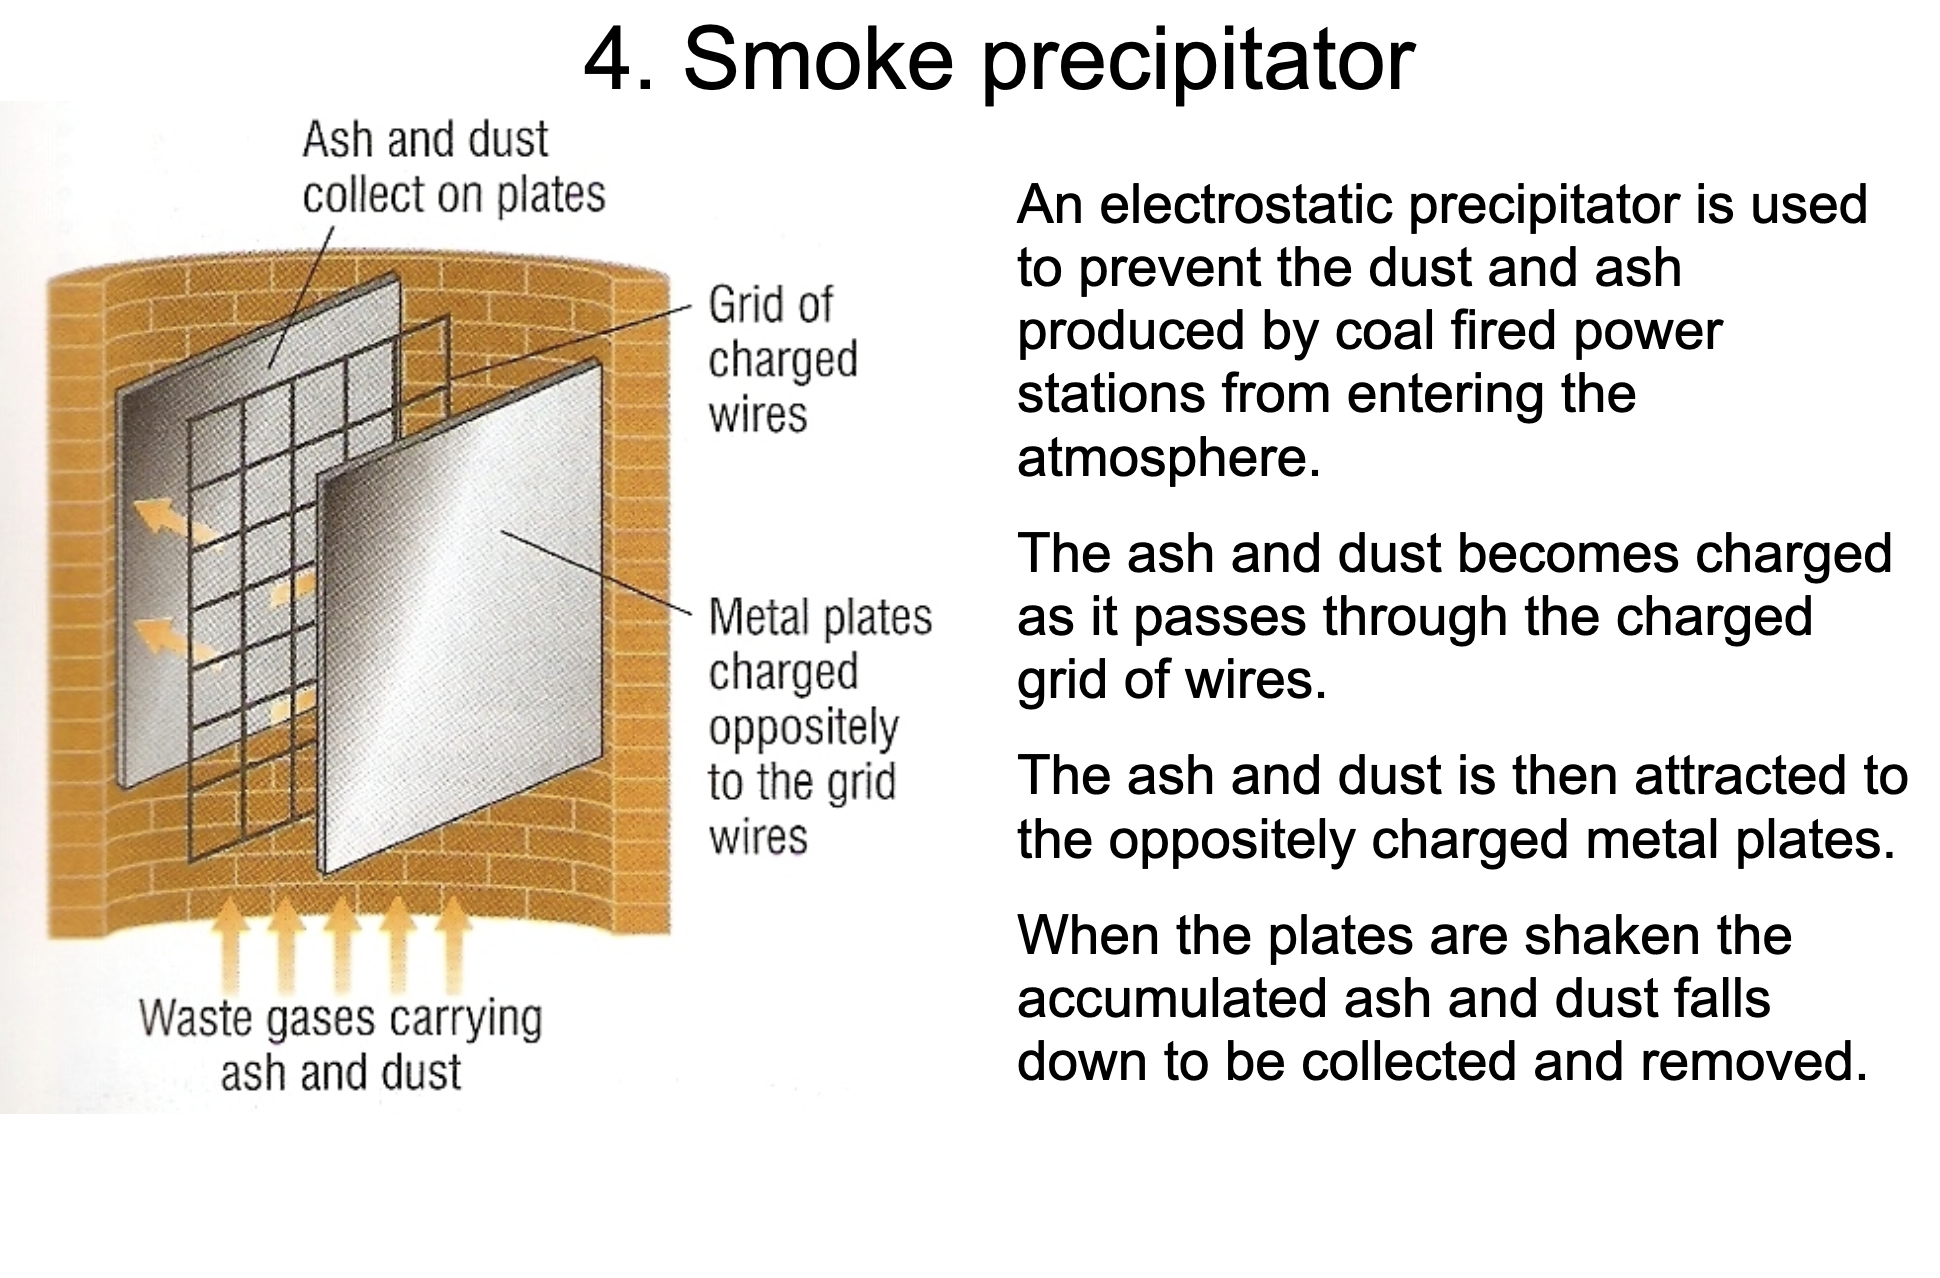 4. Smoke precipitator
Ash and dust
collect on plates
Grid of
charged
wires
Metal plates
charged
oppositely
to the grid
wires
Waste gases carrying
ash and dust
An electrostatic precipitator is used
to prevent the dust and ash
produced by coal fired power
stations from entering the
atmosphere.
The ash and dust becomes charged
as it passes through the charged
grid of wires.
The ash and dust is then attracted to
the oppositely charged metal plates.
When the plates are shaken the
accumulated ash and dust falls
down to be collected and removed.